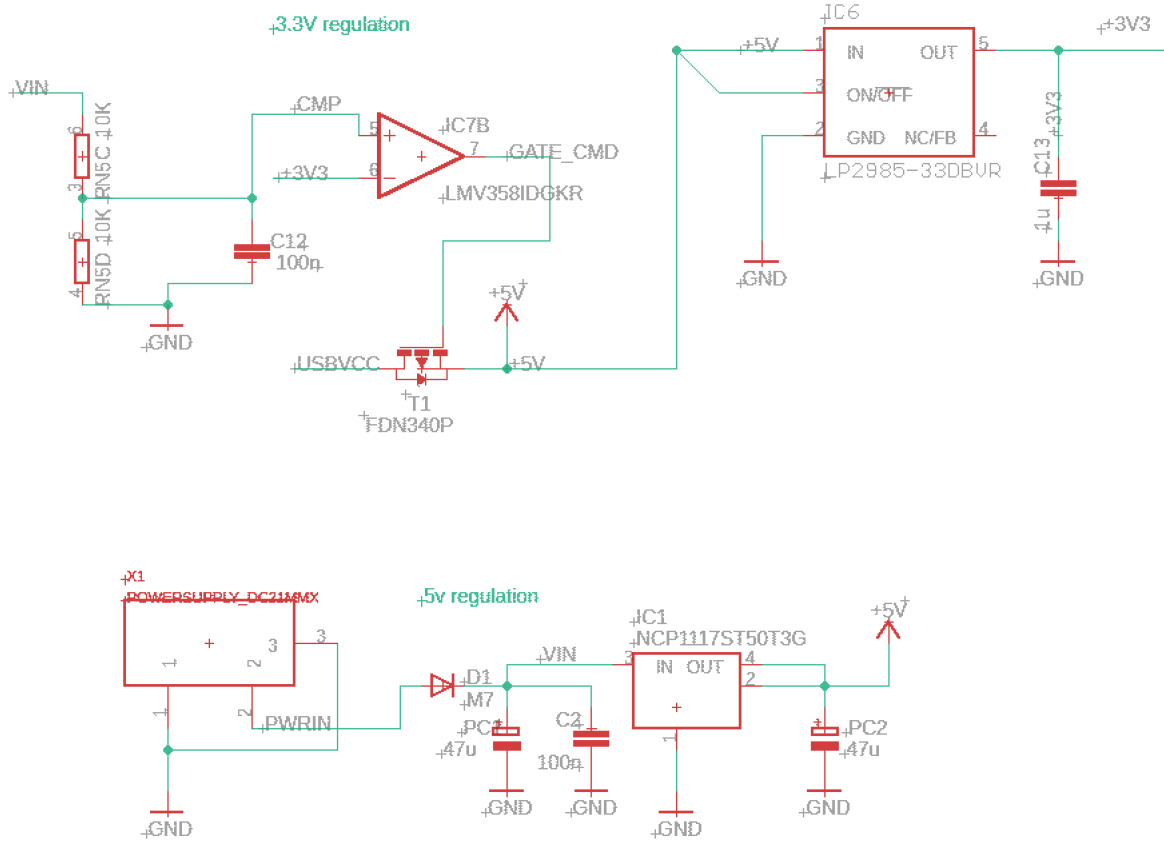 3.3V regulation
IC6
+5V
+3V3
1
IN
OUT
5
3
ON/OFF
2
GND
NC/FB
4
LP2985-33DBVR
+3V3
C13
1u
GND
GND
VIN
6
RN5C
10K
3
5
RN5D
10K
4
GND
CMP
5
IC7B
7
GATE_CMD
+3V3
6
LMV358IDGKR
C12
100n
+5V
USBVCC
+5V
T1
FDN340P
X1
POWERSUPPLY_DC21MMX
3
3
1
2
1
2
PWRIN
GND
5v regulation
D1
M7
VIN
IC1
NCP1117ST50T3G
3
IN
OUT
4
2
1
+5V
PC1
47u
C2
100n
PC2
47u
GND
GND
GND
GND